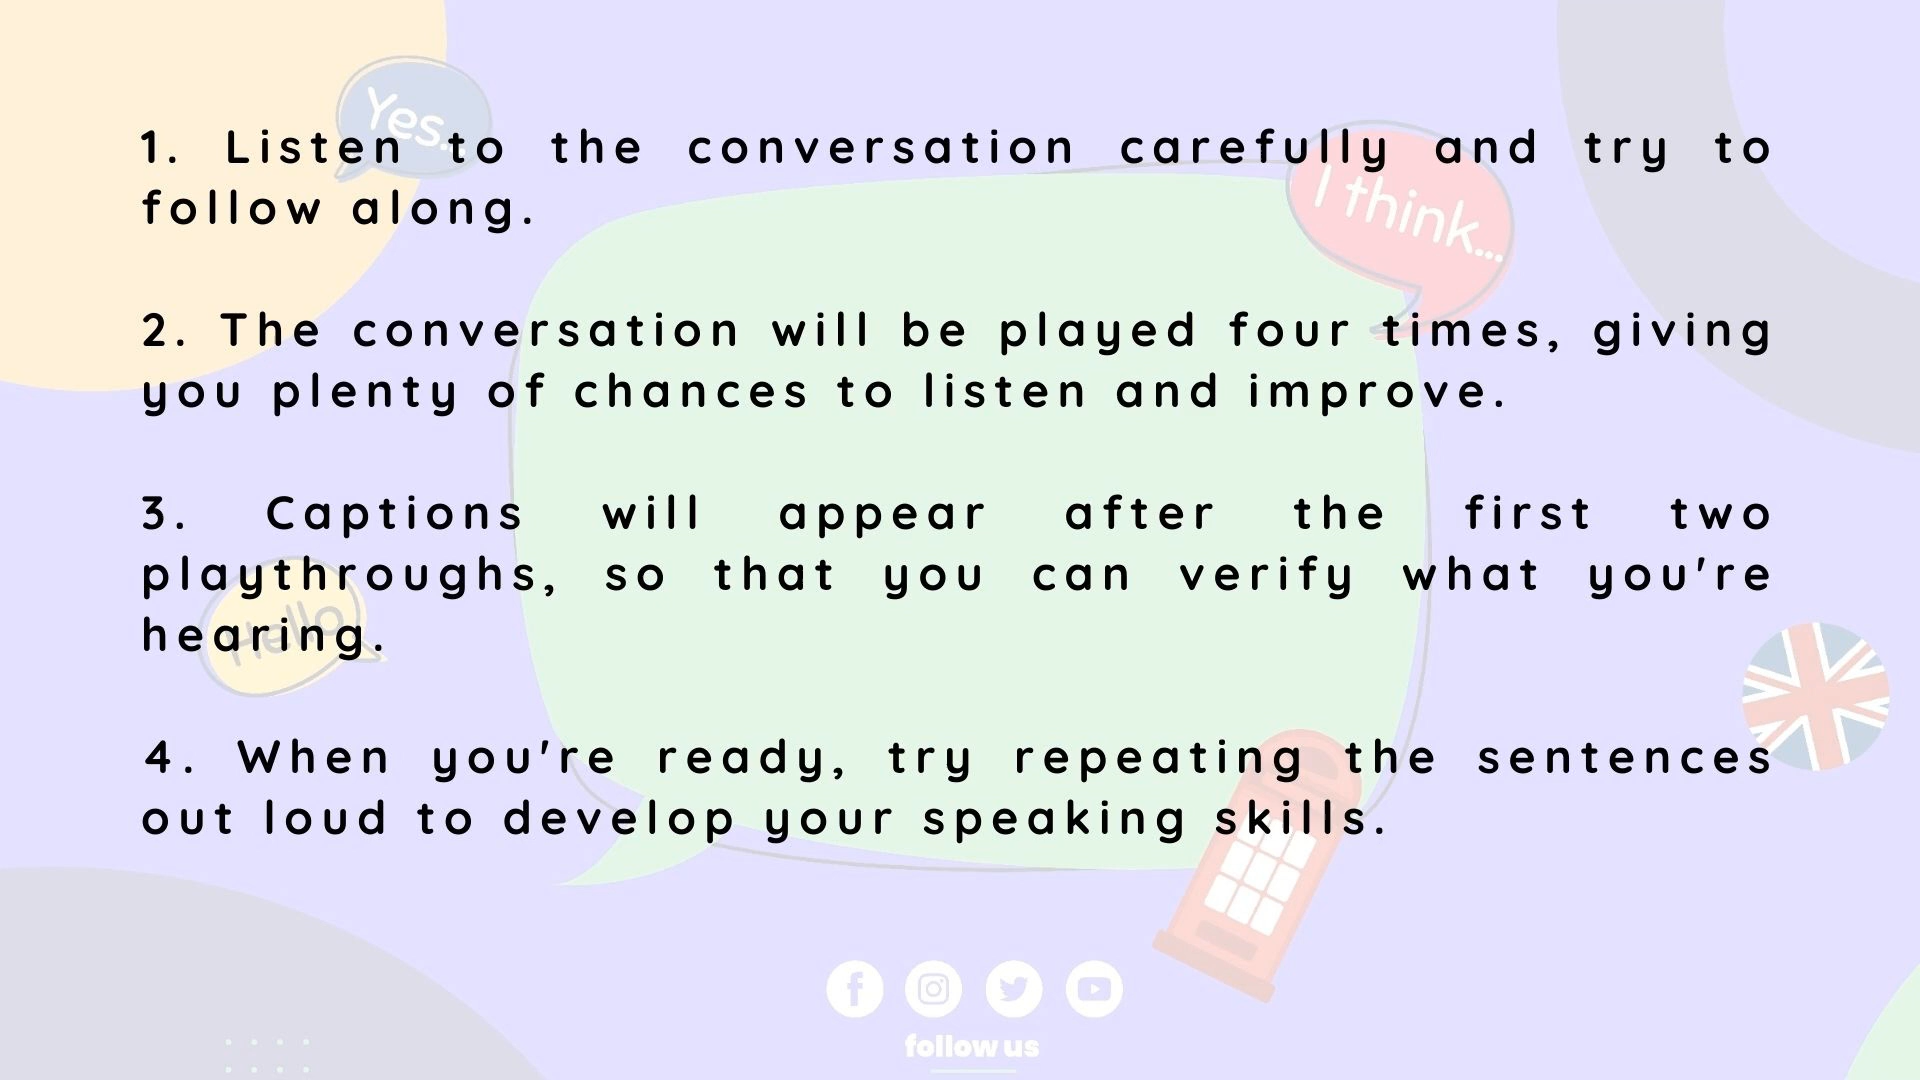 Yes...
1. Listen to the conversation carefully and try to
follow along.
I think...
2. The conversation will be played four times, giving
you plenty of chances to listen and improve.
3. Captions will appear after the first two
playthroughs, so that you can verify what you're
hearing.
Hello
4. When you're ready, try repeating the sentences
out loud to develop your speaking skills.
follow us